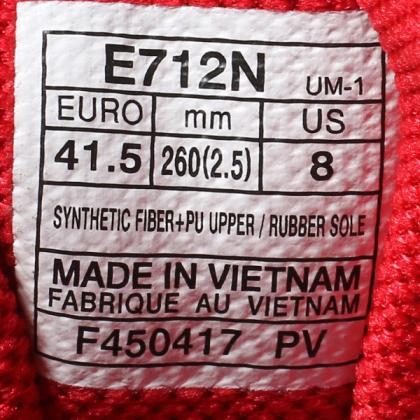 E712N UM-1
EURO mm US
41.5 260(2.5) 8
SYNTHETIC FIBER+PU UPPER / RUBBER SOLE
MADE IN VIETNAM
FABRIQUE AU VIETNAM
F450417 PV